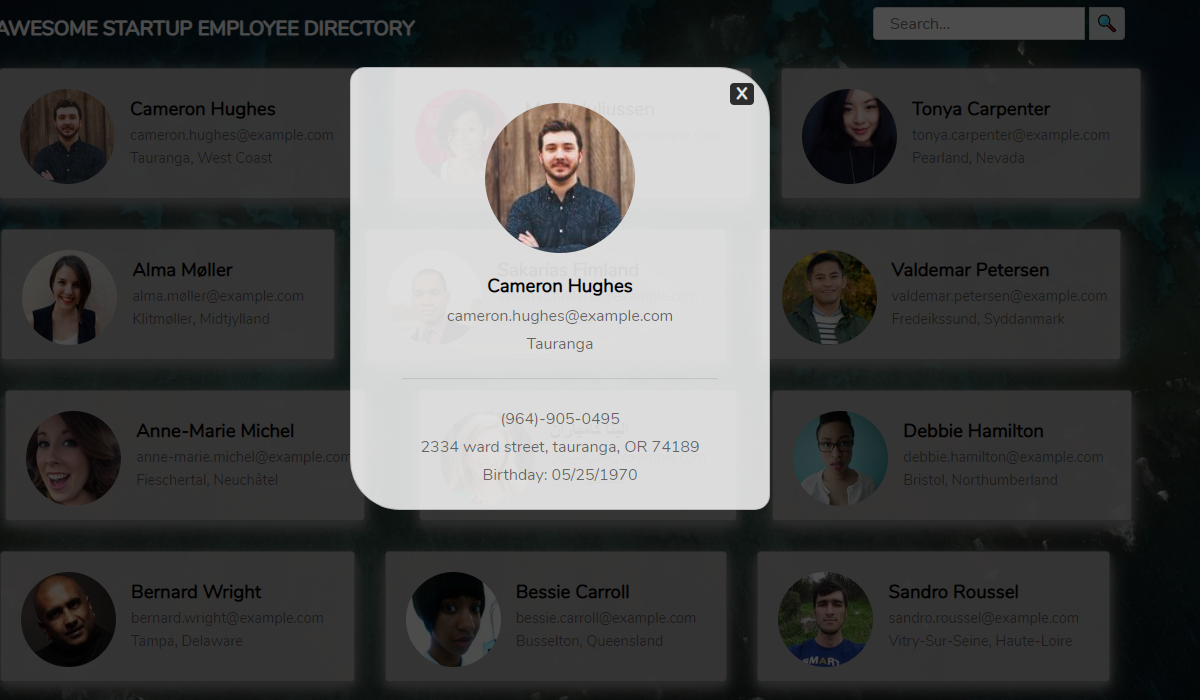 AWESOME STARTUP EMPLOYEE DIRECTORY
Search...
Cameron Hughes
cameron.hughes@example.com
Tauranga, West Coast
Tonya Carpenter
tonya.carpenter@example.com
Pearland, Nevada
X
Cameron Hughes
cameron.hughes@example.com
Tauranga
(964)-905-0495
2334 ward street, tauranga, OR 74189
Birthday: 05/25/1970
Alma Møller
alma.møller@example.com
Klitmøller, Midtjylland
Sakarias Fimland
Valdemar Petersen
valdemar.petersen@example.com
Fredeikssund, Syddanmark
Anne-Marie Michel
anne-marie.michel@example.com
Fieschertal, Neuchâtel
Debbie Hamilton
debbie.hamilton@example.com
Bristol, Northumberland
Bernard Wright
bernard.wright@example.com
Tampa, Delaware
Bessie Carroll
bessie.carroll@example.com
Busselton, Queensland
Sandro Roussel
sandro.roussel@example.com
Vitry-Sur-Seine, Haute-Loire